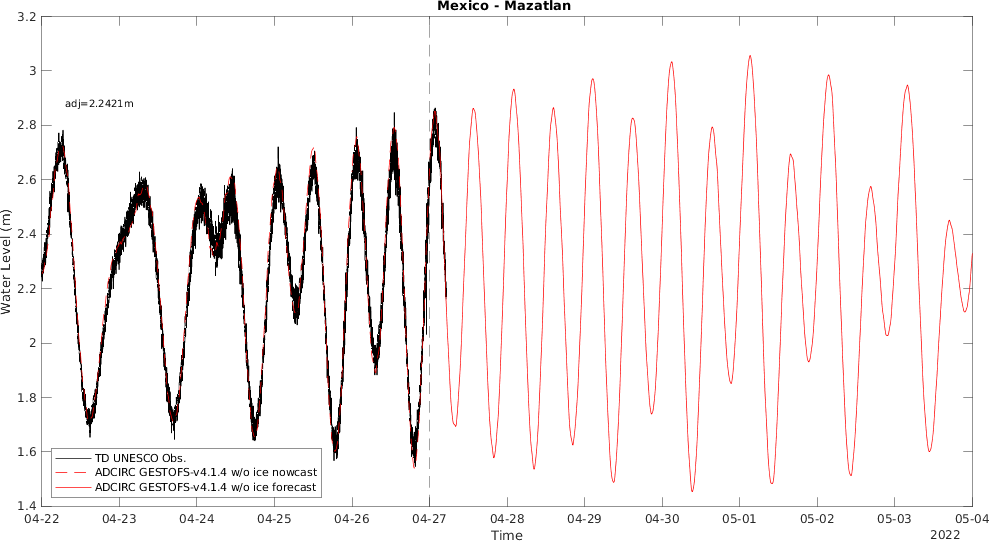 Mexico - Mazatlan
3.2
3
2.8
2.6
2.4
2.2
2
1.8
1.6
1.4
Water Level (m)
adj=2.2421m
TD UNESCO Obs.
ADCIRC GESTOFS-v4.1.4 w/o ice nowcast
ADCIRC GESTOFS-v4.1.4 w/o ice forecast
04-22 04-23 04-24 04-25 04-26 04-27 04-28 04-29 04-30 05-01 05-02 05-03 05-04
Time
2022